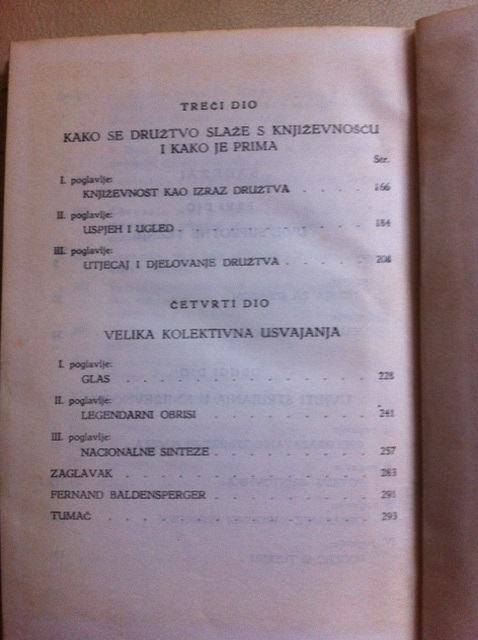 TREĆI DIO
KAKO SE DRUŽTVO SLAŽE S KNJIŽEVNOSĆU
I KAKO JE PRIMA
Str.
I. poglavlje:
KNJIŽEVNOST KAO IZRAZ DRUŽTVA . . . . . 166
II. poglavlje:
USPJEH I UGLED . . . . . . . . . . . . 184
III. poglavlje:
UTJECAJ I DJELOVANJE DRUŽTVA . . . . . . 208
ČETVRTI DIO
VELIKA KOLEKTIVNA USVAJANJA
I. poglavlje:
GLAS . . . . . . . . . . . . . . . . . 228
II. poglavlje:
LEGENDARNI OBRISI . . . . . . . . . . . 241
III. poglavlje:
NACIONALNE SINTEZE . . . . . . . . . . 257
ZAGLAVAK . . . . . . . . . . . . . . . 283
FERNAND BALDENSPERGER . . . . . . . . . 291
TUMAČ . . . . . . . . . . . . . . . . . 293